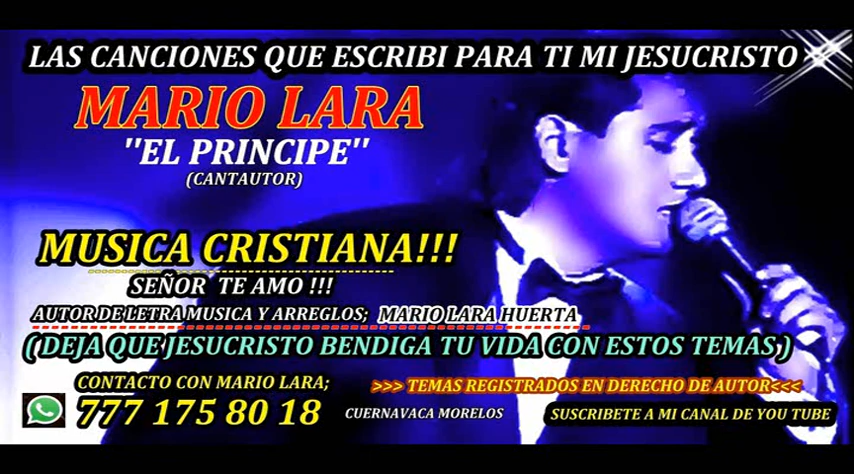 LAS CANCIONES QUE ESCRIBI PARA TI MI JESUCRISTO
MARIO LARA
"EL PRINCIPE"
(CANTAUTOR)
MUSICA CRISTIANA!!!
SEÑOR TE AMO !!!
AUTOR DE LETRA MUSICA Y ARREGLOS; MARIO LARA HUERTA
( DEJA QUE JESUCRISTO BENDIGA TU VIDA CON ESTOS TEMAS )
CONTACTO CON MARIO LARA;
777 175 80 18
>>> TEMAS REGISTRADOS EN DERECHO DE AUTOR<<<
CUERNAVACA MORELOS
SUSCRIBETE A MI CANAL DE YOU TUBE